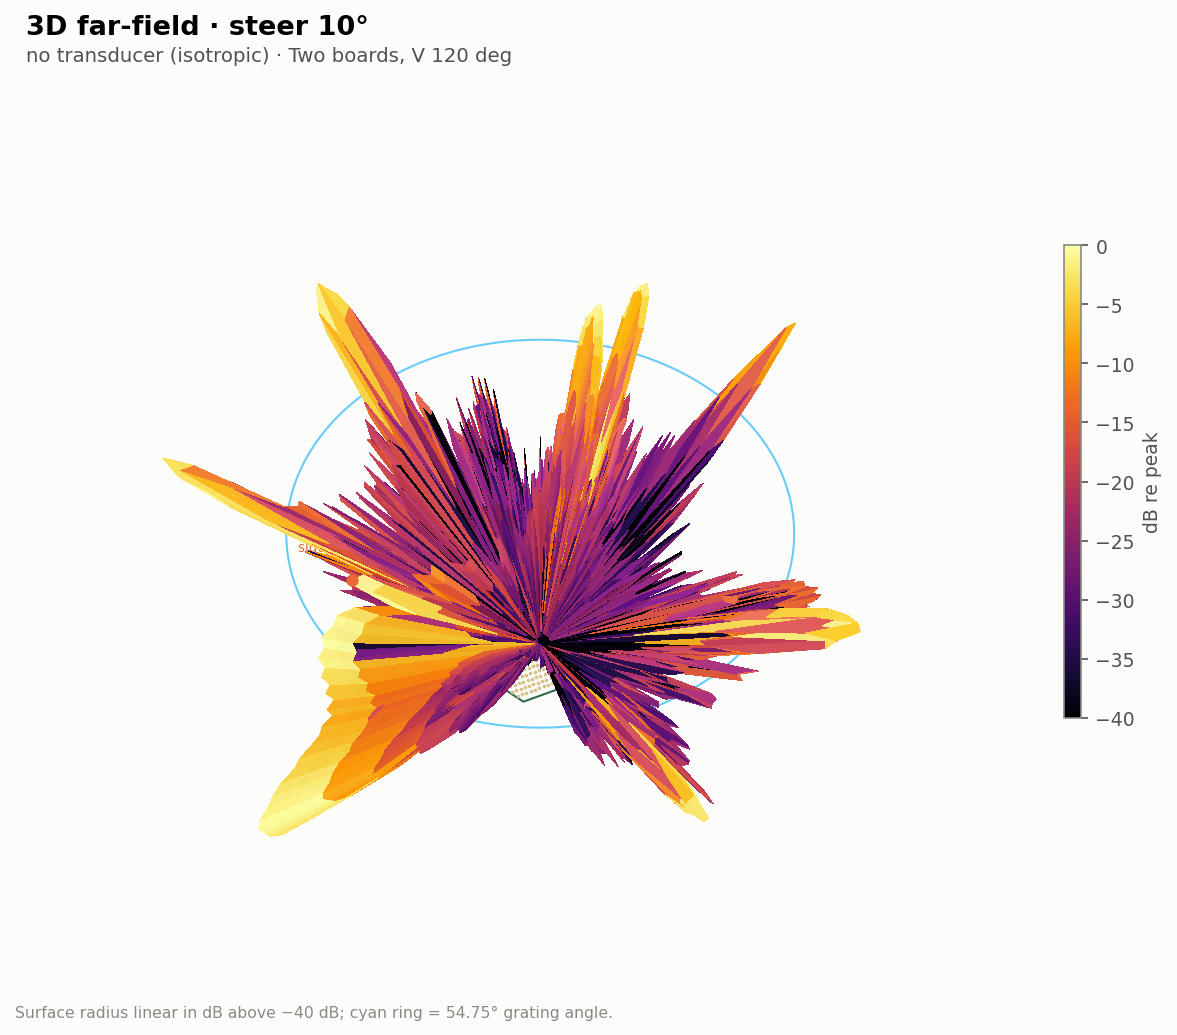 3D far-field · steer 10°
no transducer (isotropic) · Two boards, V 120 deg
0
−5
−10
−15
−20
−25
−30
−35
−40
dB re peak
Surface radius linear in dB above −40 dB; cyan ring = 54.75° grating angle.